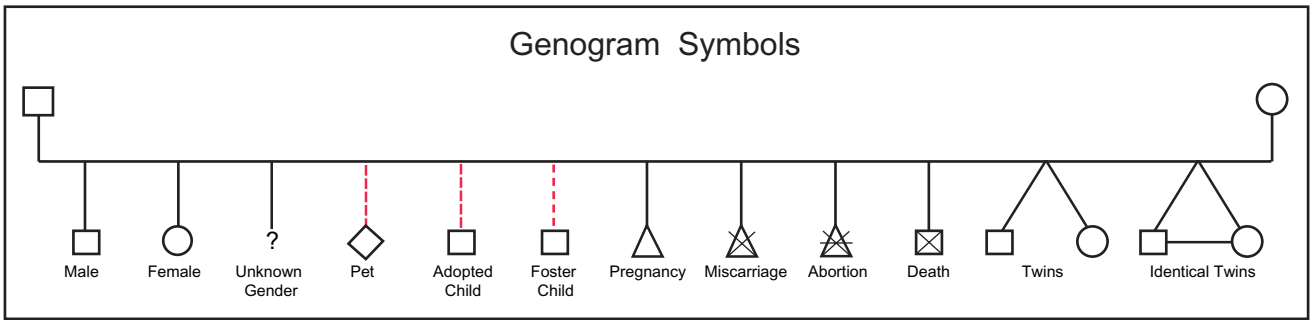 Genogram Symbols
?
Male
Female
Unknown
Gender
Pet
Adopted
Child
Foster
Child
Pregnancy
Miscarriage
Abortion
Death
Twins
Identical Twins